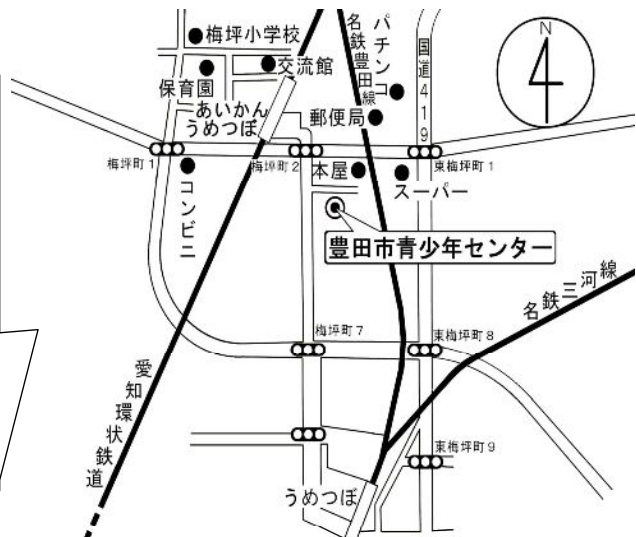 梅坪小学校
名鉄豊田線
パチンコ
国道419
N
保育園
交流館
あいかん
うめつぼ
郵便局
梅坪町1
梅坪町2
本屋
東梅坪町1
スーパー
コンビニ
豊田市青少年センター
名鉄三河線
梅坪町7
東梅坪町8
愛知環状鉄道
東梅坪町9
うめつぼ